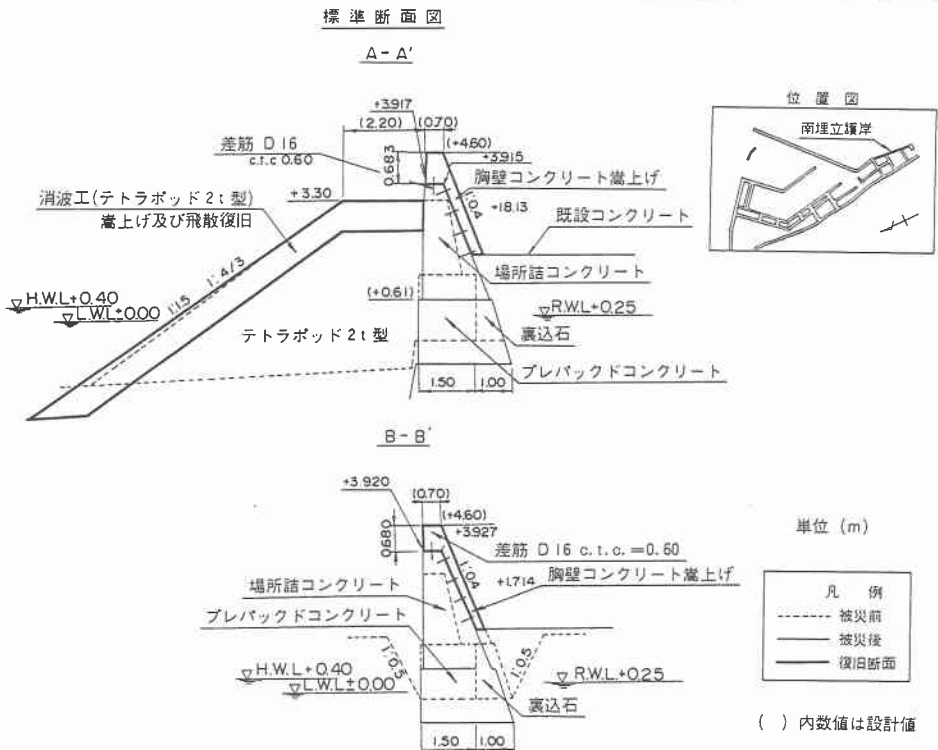 標準断面図
A-A'
+3.917
(2.20)
(0.70)
(+4.60)
+3.915
差筋 D16
c.t.c 0.60
0.683
胸壁コンクリート嵩上げ
消波工(テトラポッド2t型)
嵩上げ及び飛散復旧
+3.30
1:0.4
+18.13
既設コンクリート
場所詰コンクリート
1:1.5
1:4/3
H.W.L+0.40
L.W.L±0.00
(+0.61)
R.W.L+0.25
テトラポッド2t型
裏込石
プレパックドコンクリート
1.50
1.00
位置図
南埋立護岸
B-B'
+3.920
(0.70)
(+4.60)
+3.927
0.680
差筋 D16 c.t.c.=0.60
1:0.4
場所詰コンクリート
+1.714
胸壁コンクリート嵩上げ
プレパックドコンクリート
1:0.5
1:0.5
H.W.L+0.40
L.W.L±0.00
R.W.L.+0.25
裏込石
1.50
1.00
単位 (m)
凡例
被災前
被災後
復旧断面
( ) 内数値は設計値